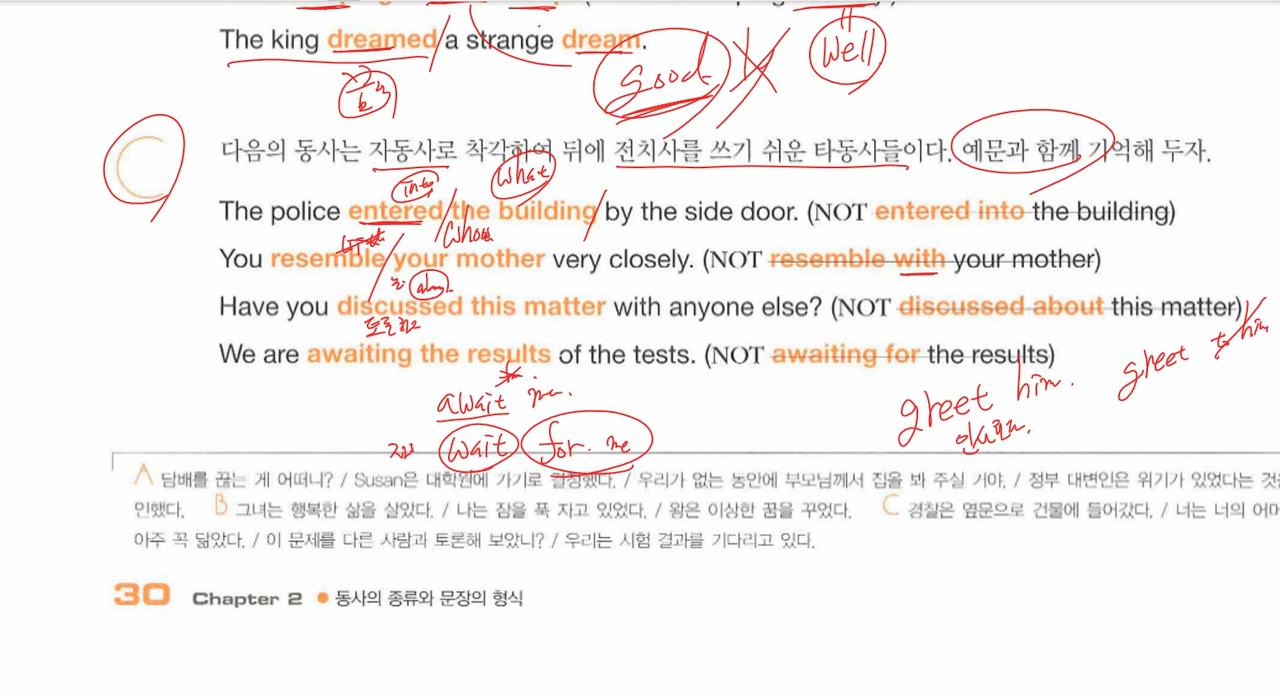 The king dreamed a strange dream.
good
well
C
다음의 동사는 자동사로 착각하여 뒤에 전치사를 쓰기 쉬운 타동사들이다. 예문과 함께 기억해 두자.
into
what
The police entered the building by the side door. (NOT entered into the building)
whom
You resemble your mother very closely. (NOT resemble with your mother)
Have you discussed this matter with anyone else? (NOT discussed about this matter)
토론하고
We are awaiting the results of the tests. (NOT awaiting for the results)
greet to him
await me.
greet him.
wait for me
A 담배를 끊는 게 어떠니? / Susan은 대학원에 가기로 결정했다. / 우리가 없는 동안에 부모님께서 집을 봐 주실 거야. / 정부 대변인은 위기가 있었다는 것을
인했다. B 그녀는 행복한 삶을 살았다. / 나는 잠을 푹 자고 있었다. / 왕은 이상한 꿈을 꾸었다. C 경찰은 옆문으로 건물에 들어갔다. / 너는 너의 어머
아주 꼭 닮았다. / 이 문제를 다른 사람과 토론해 보았니? / 우리는 시험 결과를 기다리고 있다.
30 Chapter 2 ● 동사의 종류와 문장의 형식